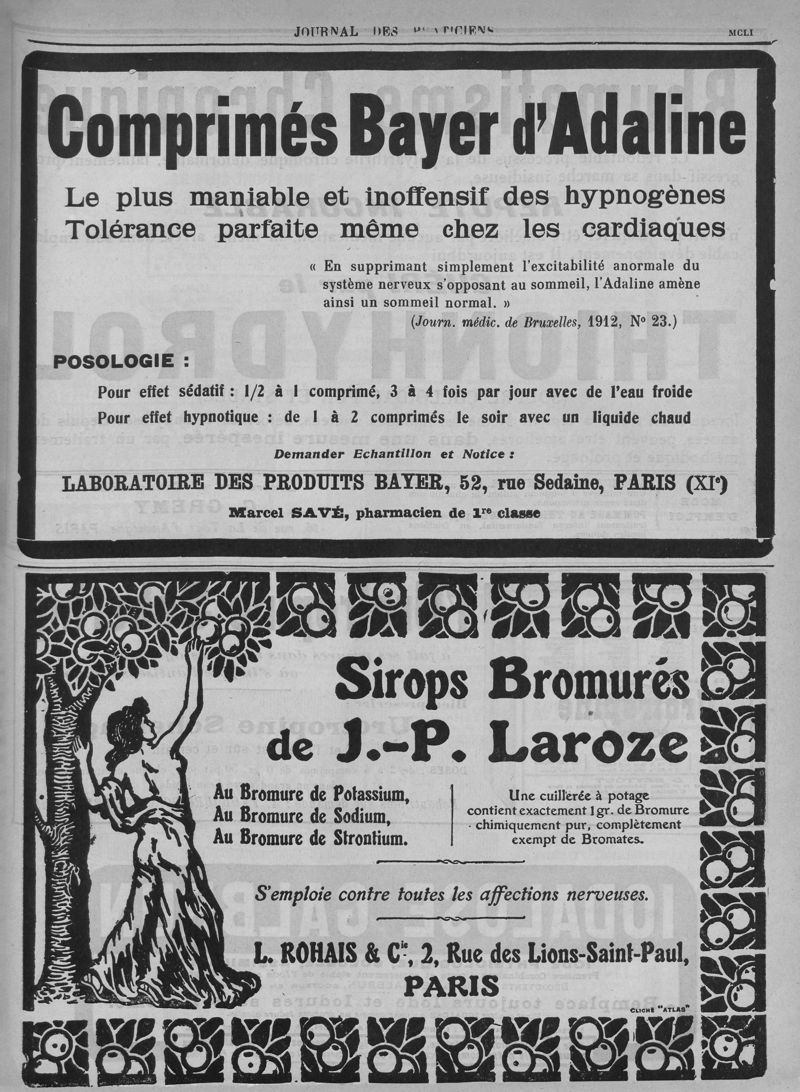 JOURNAL DES PRATICIENS
MCLI
Comprimés Bayer d'Adaline
Le plus maniable et inoffensif des hypnogènes
Tolérance parfaite même chez les cardiaques
« En supprimant simplement l'excitabilité anormale du
système nerveux s'opposant au sommeil, l'Adaline amène
ainsi un sommeil normal. »
(Journ. médic. de Bruxelles, 1912, N° 23.)
POSOLOGIE :
Pour effet sédatif : 1/2 à 1 comprimé, 3 à 4 fois par jour avec de l'eau froide
Pour effet hypnotique : de 1 à 2 comprimés le soir avec un liquide chaud
Demander Echantillon et Notice :
LABORATOIRE DES PRODUITS BAYER, 52, rue Sedaine, PARIS (XIe)
Marcel SAVÉ, pharmacien de 1re classe
Sirops Bromurés
de J.-P. Laroze
Au Bromure de Potassium,
Au Bromure de Sodium,
Au Bromure de Strontium.
Une cuillerée à potage
contient exactement 1 gr. de Bromure
chimiquement pur, complètement
exempt de Bromates.
S'emploie contre toutes les affections nerveuses.
L. ROHAIS & Cie, 2, Rue des Lions-Saint-Paul,
PARIS
CLICHÉ "ATLAS"